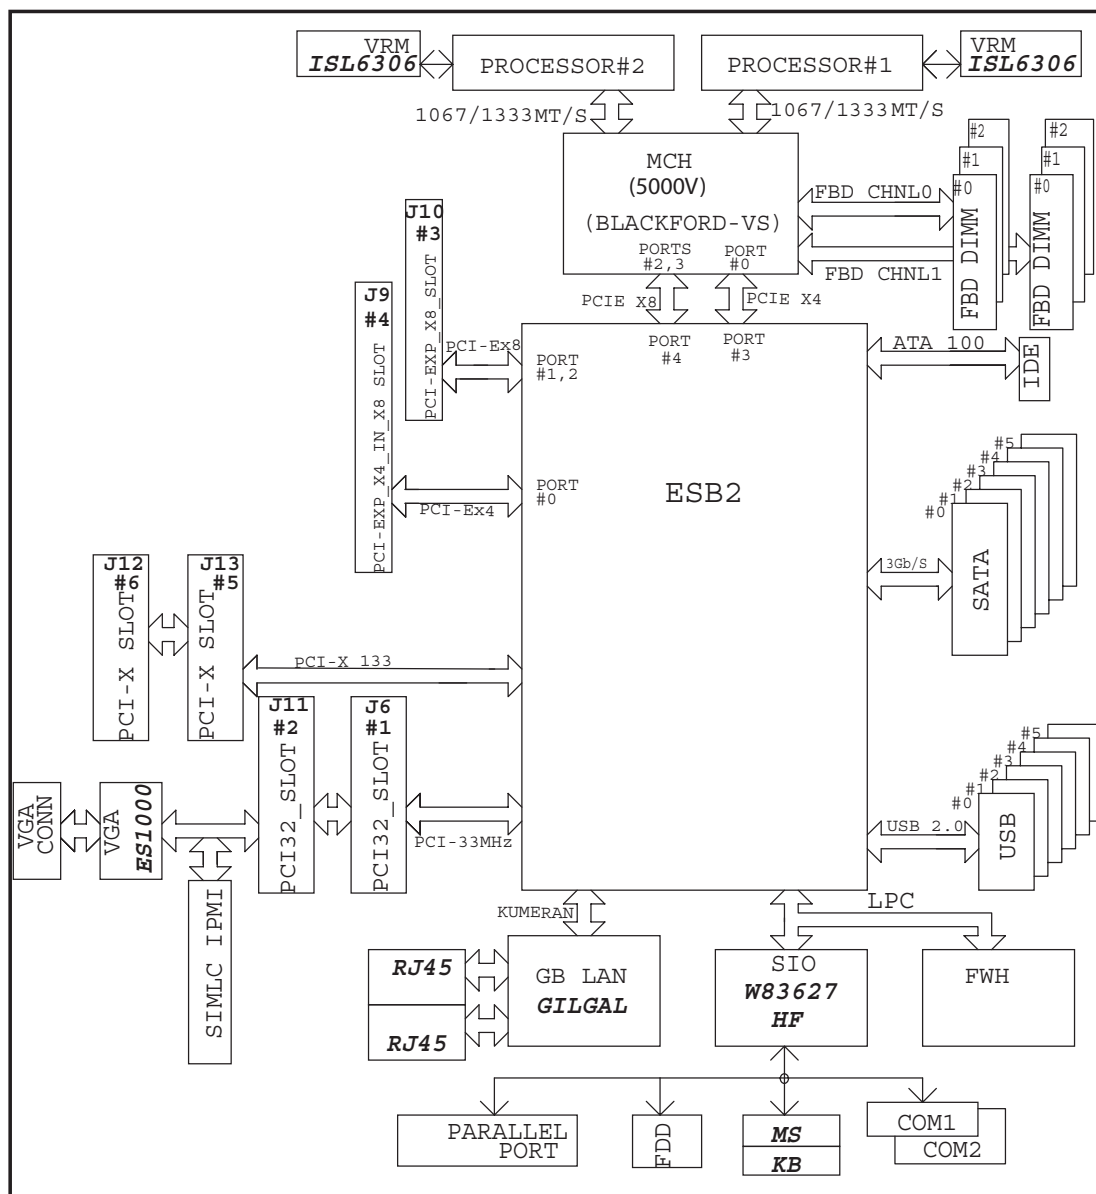 VRM
ISL6306
PROCESSOR#2
PROCESSOR#1
VRM
ISL6306
1067/1333MT/S
1067/1333MT/S
MCH
(5000V)
(BLACKFORD-VS)
PORTS
#2,3
PORT
#0
FBD CHNL0
FBD CHNL1
#2
#1
#0
FBD DIMM
#2
#1
#0
FBD DIMM
J10
#3
PCI-EXP_X8_SLOT
J9
#4
PCI-EXP_X4_IN_X8 SLOT
PCIE X8
PCIE X4
PORT
#4
PORT
#3
PCI-Ex8
PORT
#1,2
ATA 100
IDE
PCI-Ex4
PORT
#0
ESB2
#5
#4
#3
#2
#1
#0
SATA
3Gb/S
J12
#6
PCI-X SLOT
J13
#5
PCI-X SLOT
PCI-X 133
J11
#2
PCI32_SLOT
J6
#1
PCI32_SLOT
PCI-33MHz
VGA
CONN
VGA
ES1000
SIMLC IPMI
#5
#4
#3
#2
#1
#0
USB
USB 2.0
KUMERAN
LPC
RJ45
RJ45
GB LAN
GILGAL
SIO
W83627
HF
FWH
PARALLEL
PORT
FDD
MS
KB
COM1
COM2